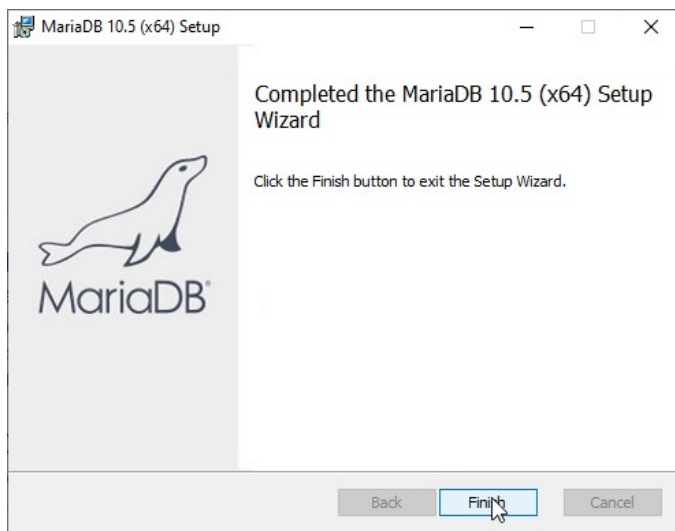 MariaDB 10.5 (x64) Setup
Completed the MariaDB 10.5 (x64) Setup
Wizard
Click the Finish button to exit the Setup Wizard.
MariaDB®
Back
Finish
Cancel